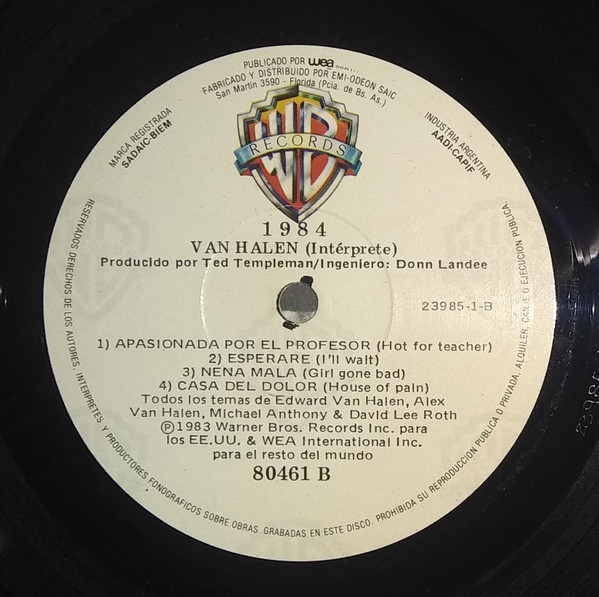 PUBLICADO POR wea
FABRICADO Y DISTRIBUIDO POR EMI-ODEON SAIC
San Martín 3590 - Florida (Pcia. de Bs. As.)
MARCA REGISTRADA
SADAIC-BIEM
INDUSTRIA ARGENTINA
AADI-CAPIF
WB
RECORDS
1984
VAN HALEN (Intérprete)
Producido por Ted Templeman/Ingeniero: Donn Landee
23985-1-B
1) APASIONADA POR EL PROFESOR (Hot for teacher)
2) ESPERARE (I'll wait)
3) NENA MALA (Girl gone bad)
4) CASA DEL DOLOR (House of pain)
Todos los temas de Edward Van Halen, Alex
Van Halen, Michael Anthony & David Lee Roth
Ⓟ1983 Warner Bros. Records Inc. para
los EE.UU. & WEA International Inc.
para el resto del mundo
80461 B
RESERVADOS DERECHOS DE LOS AUTORES, INTERPRETES Y PRODUCTORES FONOGRAFICOS SOBRE OBRAS GRABADAS EN ESTE DISCO. PROHIBIDA SU REPRODUCCION PUBLICA O PRIVADA, ALQUILER, CANJE O EJECUCION PUBLICA.